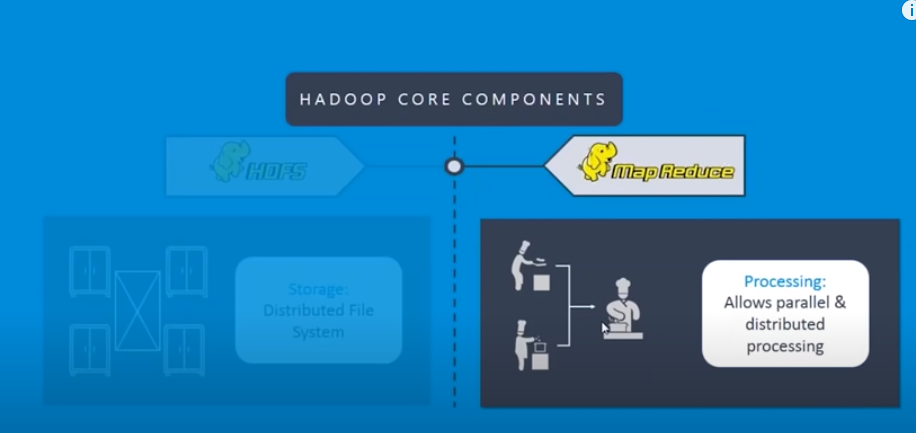 HADOOP CORE COMPONENTS
HDFS
Map Reduce
Storage:
Distributed File
System
Processing:
Allows parallel &
distributed
processing
i